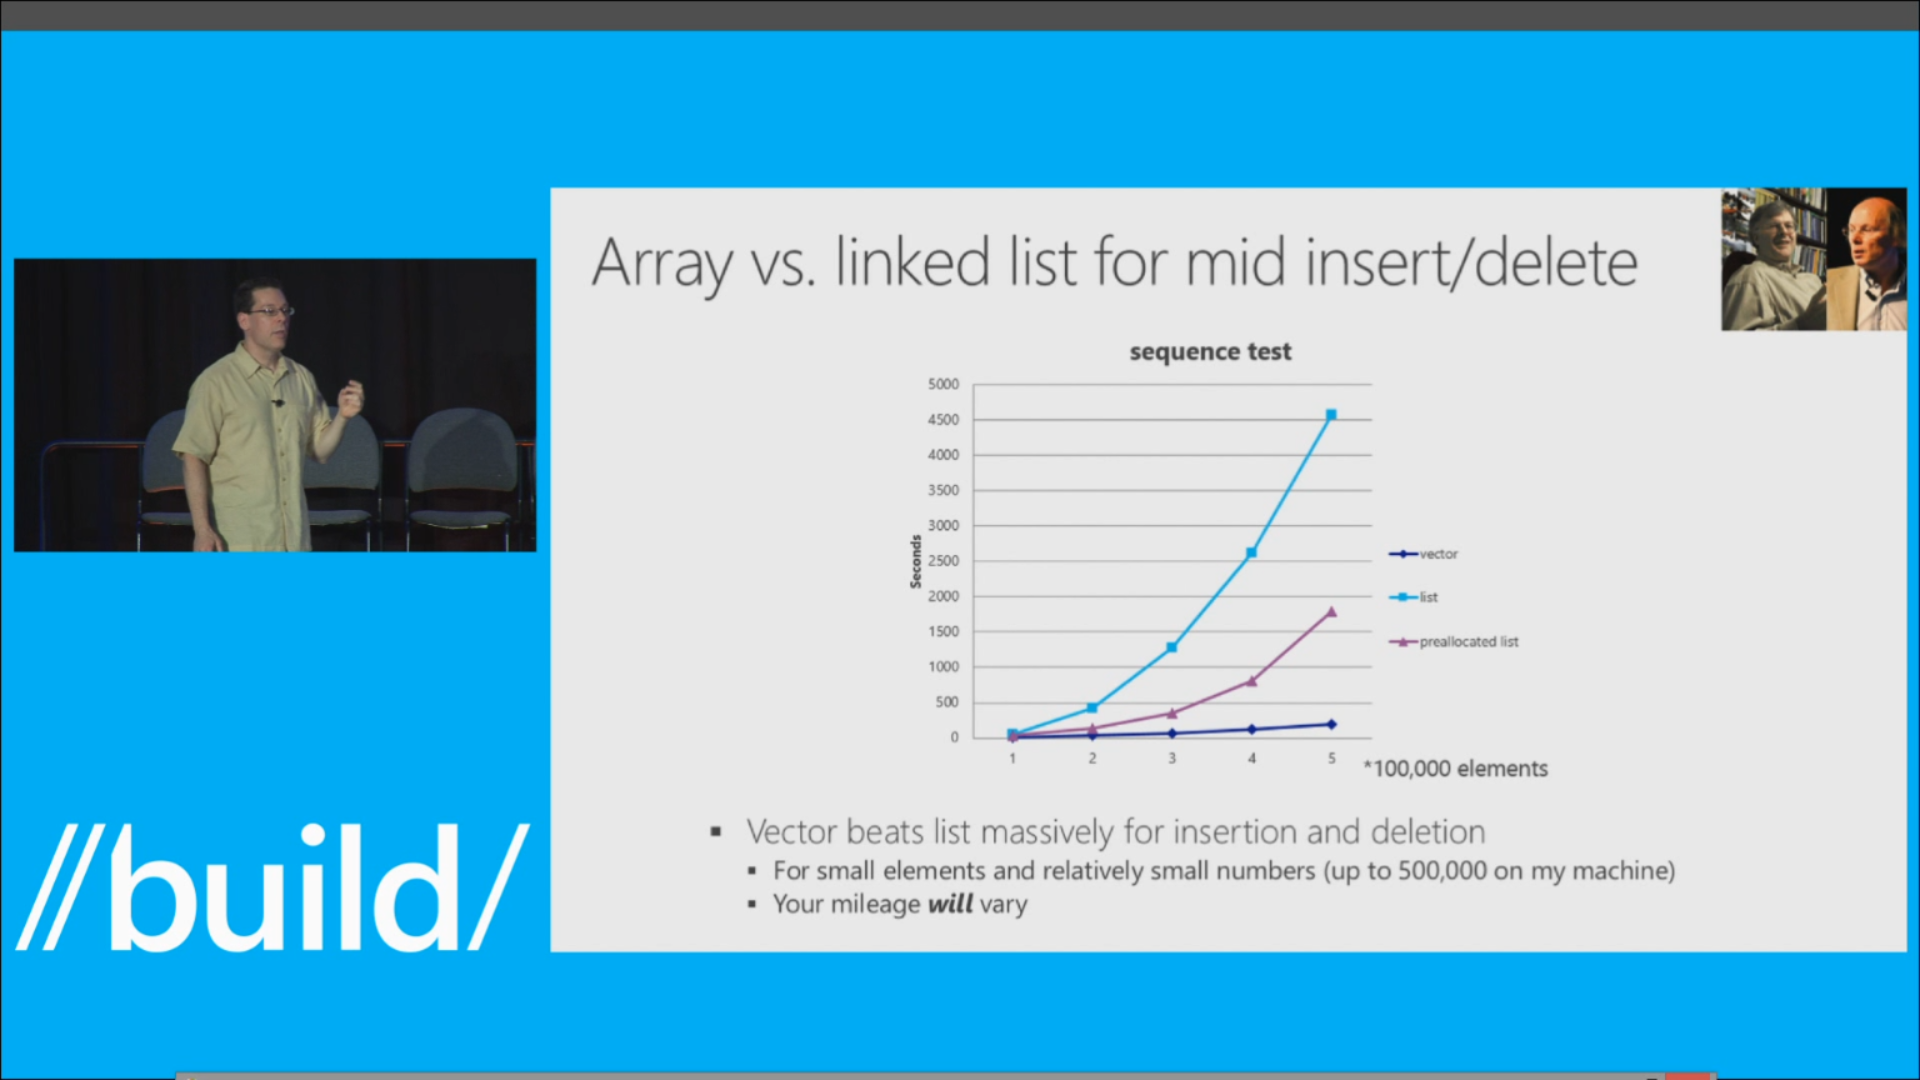 Array vs. linked list for mid insert/delete
sequence test
5000
4500
4000
3500
3000
2500
2000
1500
1000
500
0
Seconds
1 2 3 4 5
*100,000 elements
vector
list
preallocated list
▪ Vector beats list massively for insertion and deletion
▪ For small elements and relatively small numbers (up to 500,000 on my machine)
▪ Your mileage will vary
//build/